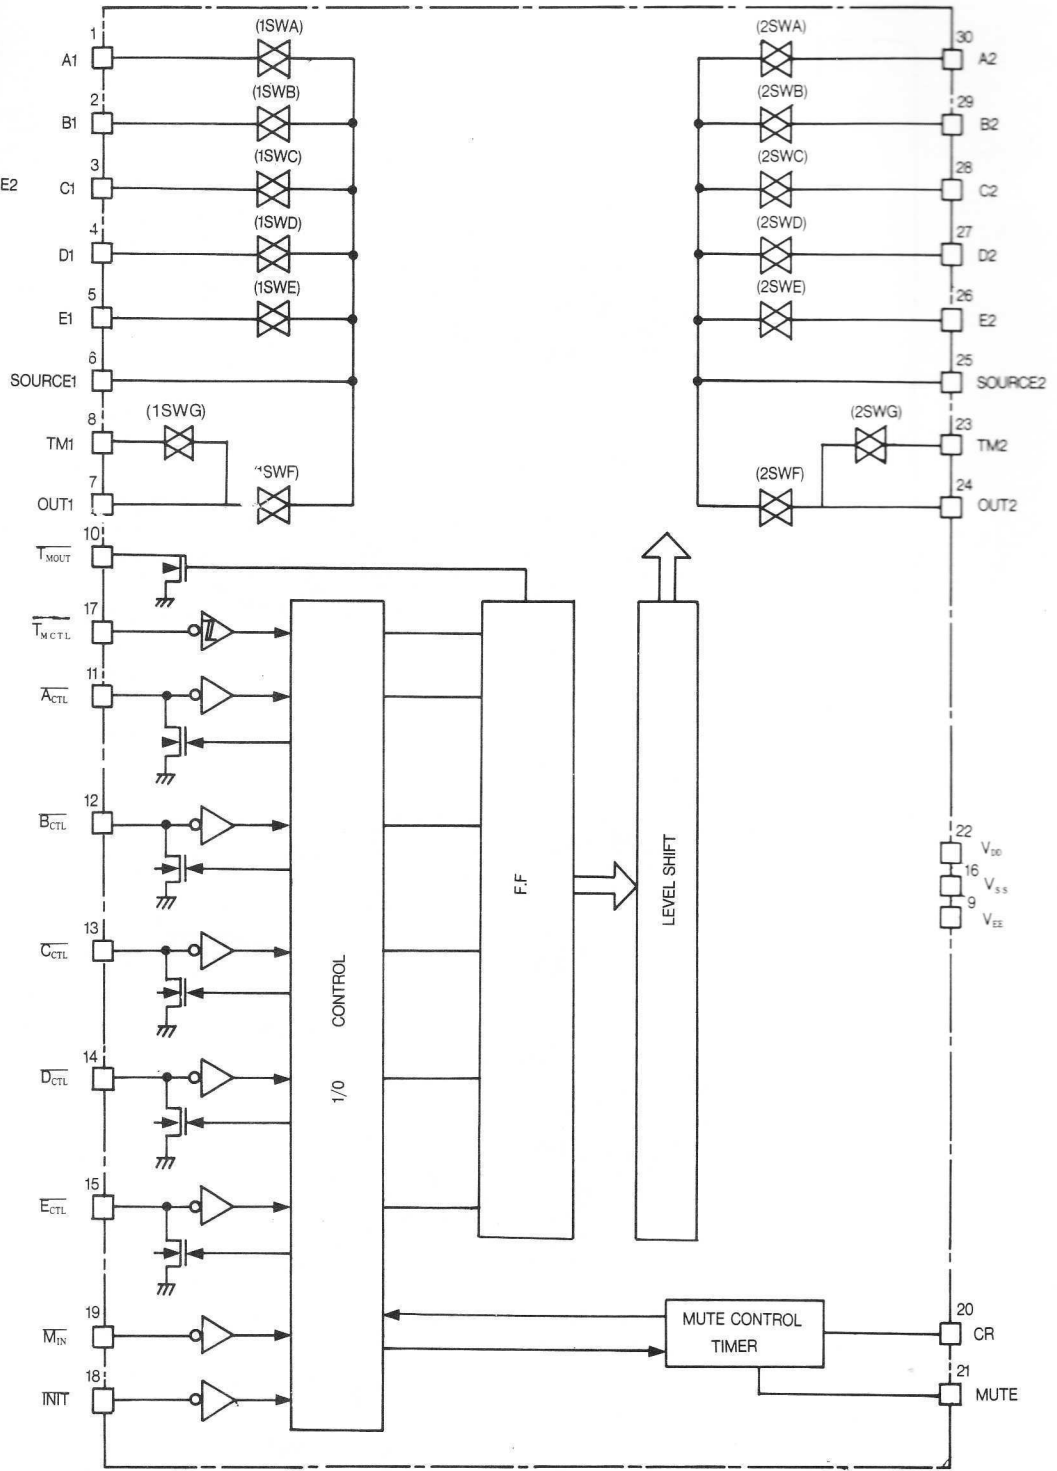 1 (1SWA) (2SWA) 30
A1 A2
2 (1SWB) (2SWB) 29
B1 B2
3 (1SWC) (2SWC) 28
E2 C1 C2
4 (1SWD) (2SWD) 27
D1 D2
5 (1SWE) (2SWE) 26
E1 E2
6 25
SOURCE1 SOURCE2
8 (1SWG) (2SWG) 23
TM1 TM2
7 1SWF) (2SWF) 24
OUT1 OUT2
10
TMOUT
17
TMCTL
11
ACTL
12
BCTL
22 VDD
16 VSS
9 VEE
F.F
LEVEL SHIFT
13
CCTL
1/0 CONTROL
14
DCTL
15
ECTL
19
MIN
MUTE CONTROL
TIMER
20
CR
18
INIT
21
MUTE